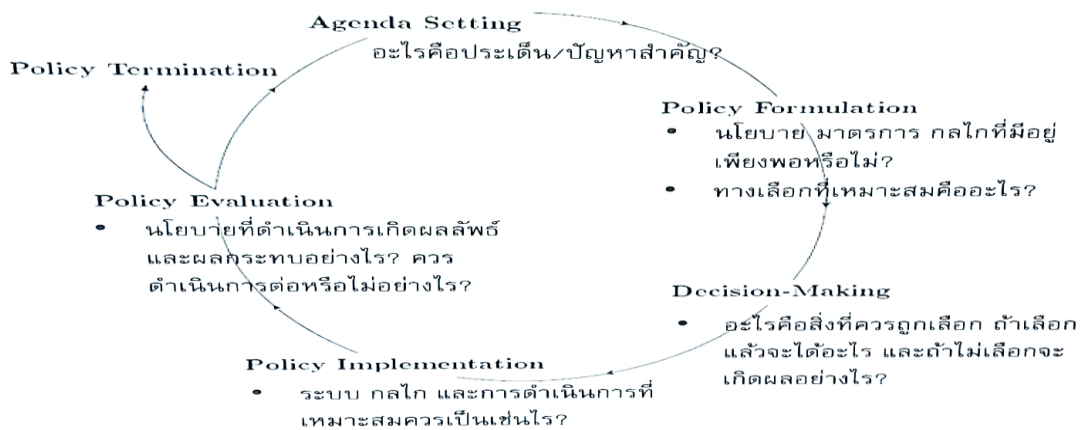 Agenda Setting
อะไรคือประเด็น/ปัญหาสำคัญ?
Policy Termination
Policy Formulation
• นโยบาย มาตรการ กลไกที่มีอยู่
เพียงพอหรือไม่?
• ทางเลือกที่เหมาะสมคืออะไร?
Policy Evaluation
• นโยบายที่ดำเนินการเกิดผลลัพธ์
และผลกระทบอย่างไร? ควร
ดำเนินการต่อหรือไม่อย่างไร?
Decision-Making
• อะไรคือสิ่งที่ควรถูกเลือก ถ้าเลือก
แล้วจะได้อะไร และถ้าไม่เลือกจะ
เกิดผลอย่างไร?
Policy Implementation
• ระบบ กลไก และการดำเนินการที่
เหมาะสมควรเป็นเช่นไร?